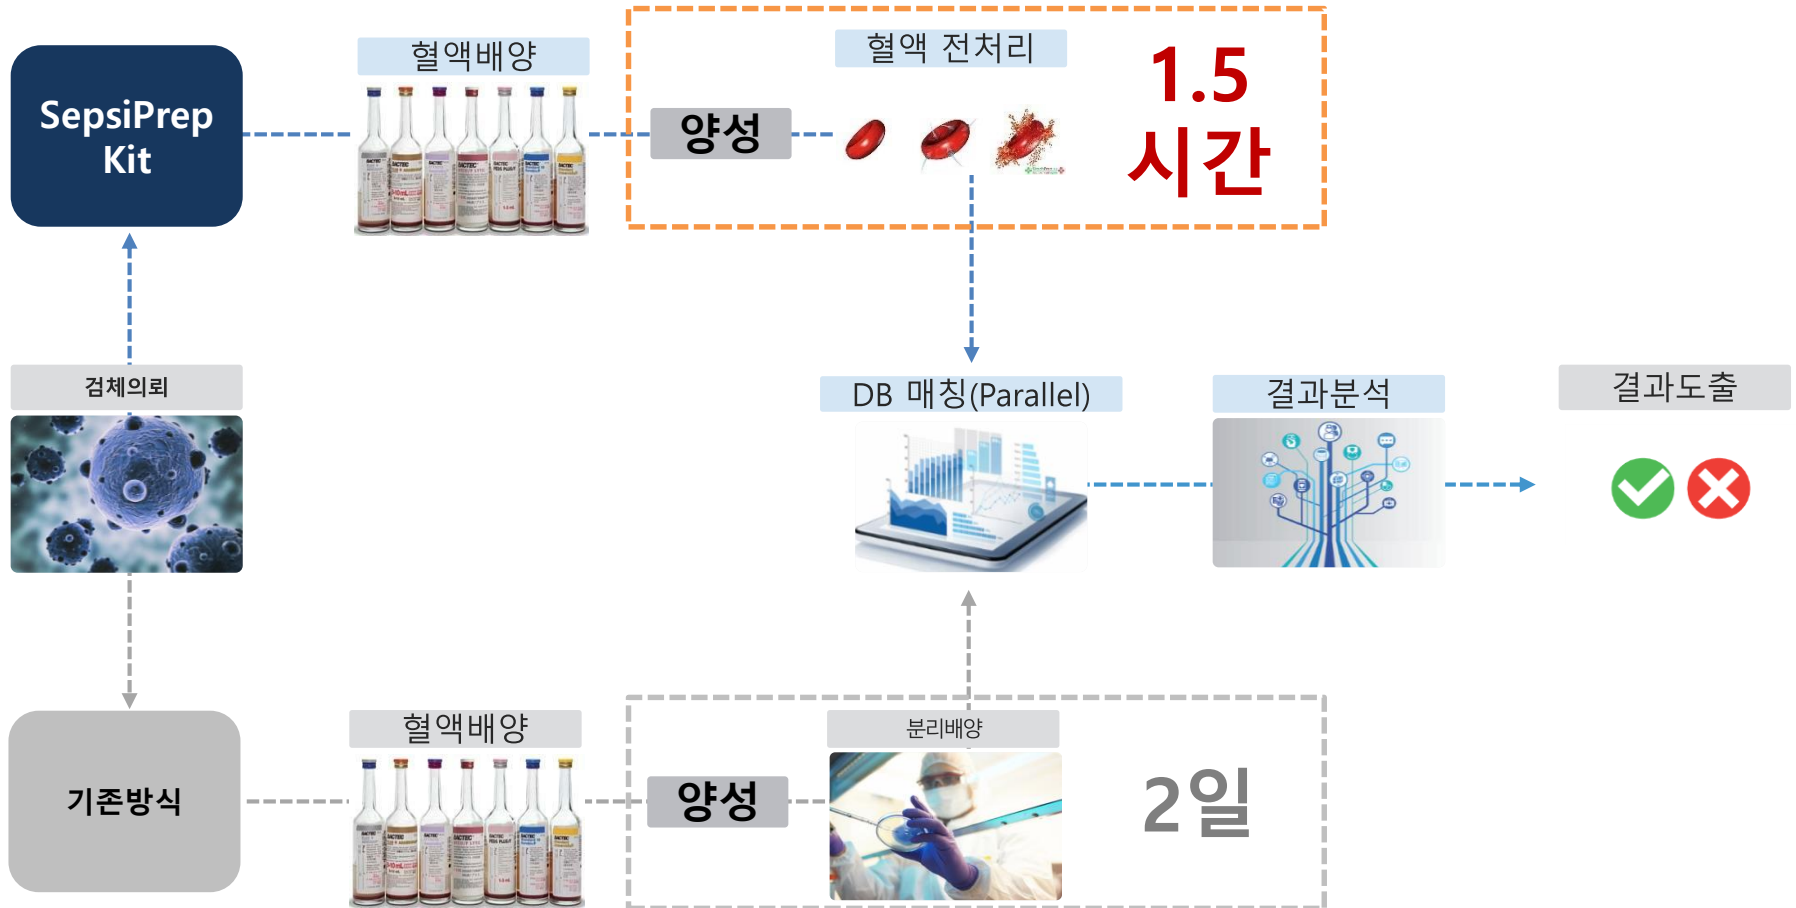 혈액배양
혈액 전처리
1.5
시간
SepsiPrep
Kit
양성
검체의뢰
DB 매칭(Parallel)
결과분석
결과도출
혈액배양
분리배양
기존방식
양성
2일